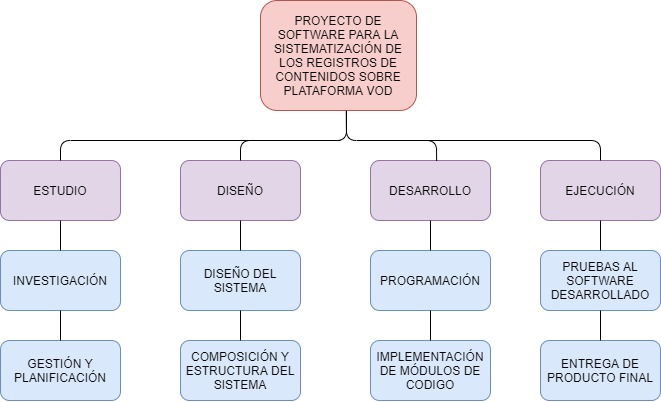 PROYECTO DE
SOFTWARE PARA LA
SISTEMATIZACIÓN DE
LOS REGISTROS DE
CONTENIDOS SOBRE
PLATAFORMA VOD
ESTUDIO
DISEÑO
DESARROLLO
EJECUCIÓN
INVESTIGACIÓN
DISEÑO DEL
SISTEMA
PROGRAMACIÓN
PRUEBAS AL
SOFTWARE
DESARROLLADO
GESTIÓN Y
PLANIFICACIÓN
COMPOSICIÓN Y
ESTRUCTURA DEL
SISTEMA
IMPLEMENTACIÓN
DE MÓDULOS DE
CODIGO
ENTREGA DE
PRODUCTO FINAL